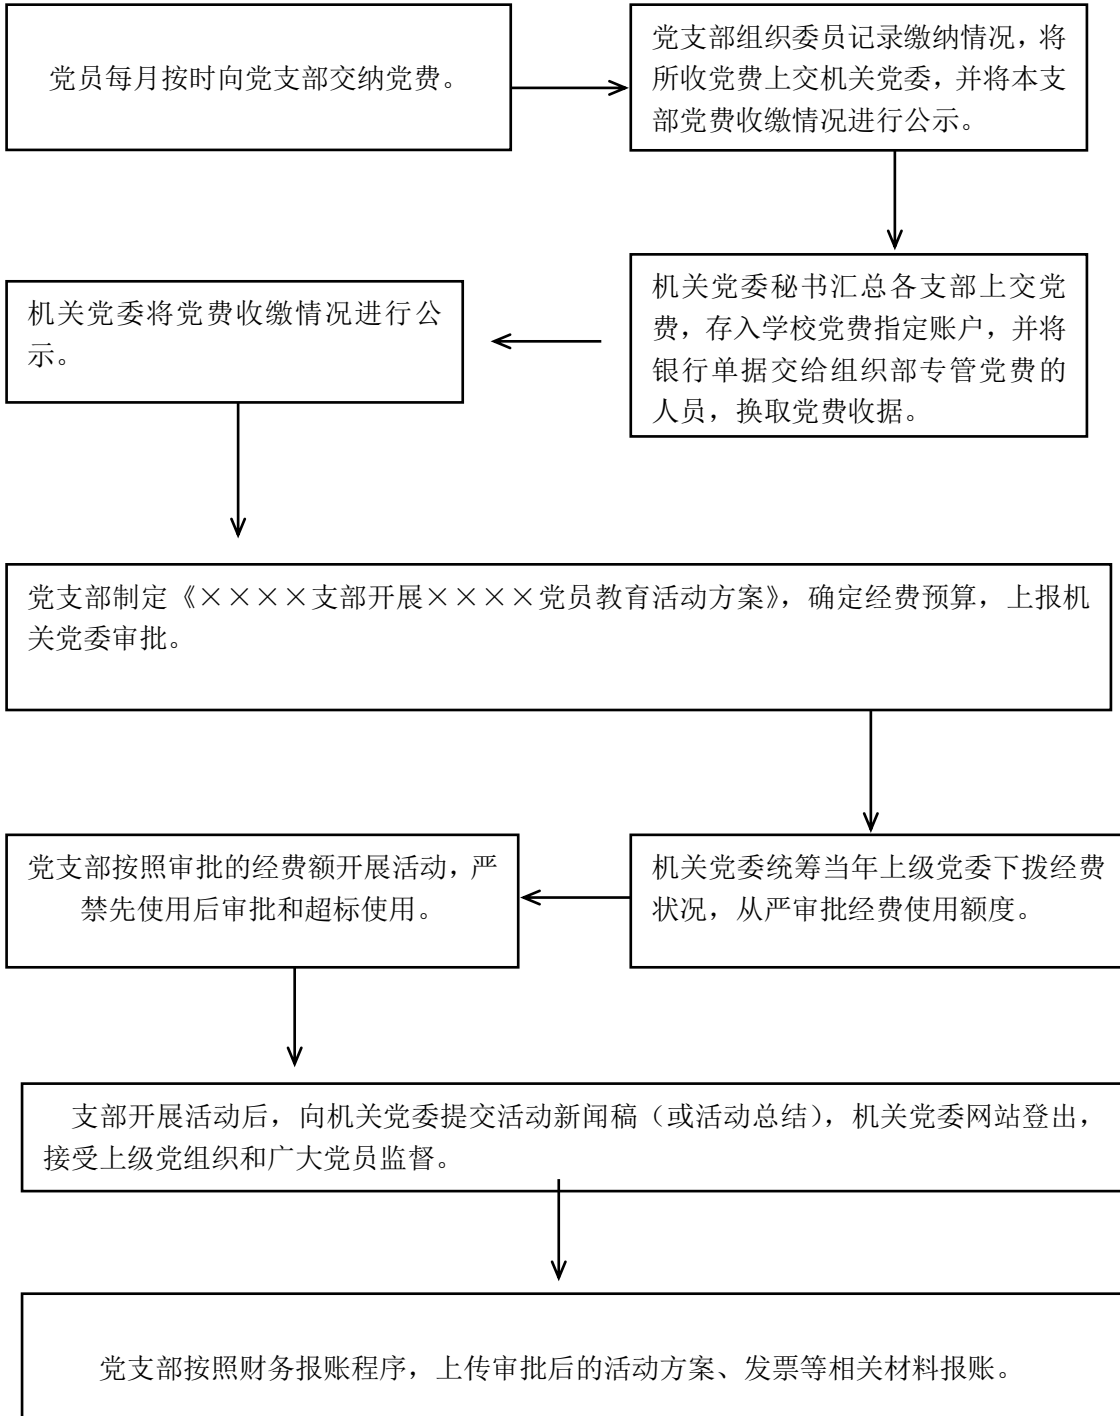 党员每月按时向党支部交纳党费。
党支部组织委员记录缴纳情况，将
所收党费上交机关党委，并将本支
部党费收缴情况进行公示。
机关党委秘书汇总各支部上交党
费，存入学校党费指定账户，并将
银行单据交给组织部专管党费的
人员，换取党费收据。
机关党委将党费收缴情况进行公
示。
党支部制定《××××支部开展××××党员教育活动方案》，确定经费预算，上报机
关党委审批。
机关党委统筹当年上级党委下拨经费
状况，从严审批经费使用额度。
党支部按照审批的经费额开展活动，严
禁先使用后审批和超标使用。
支部开展活动后，向机关党委提交活动新闻稿（或活动总结），机关党委网站登出，
接受上级党组织和广大党员监督。
党支部按照财务报账程序，上传审批后的活动方案、发票等相关材料报账。